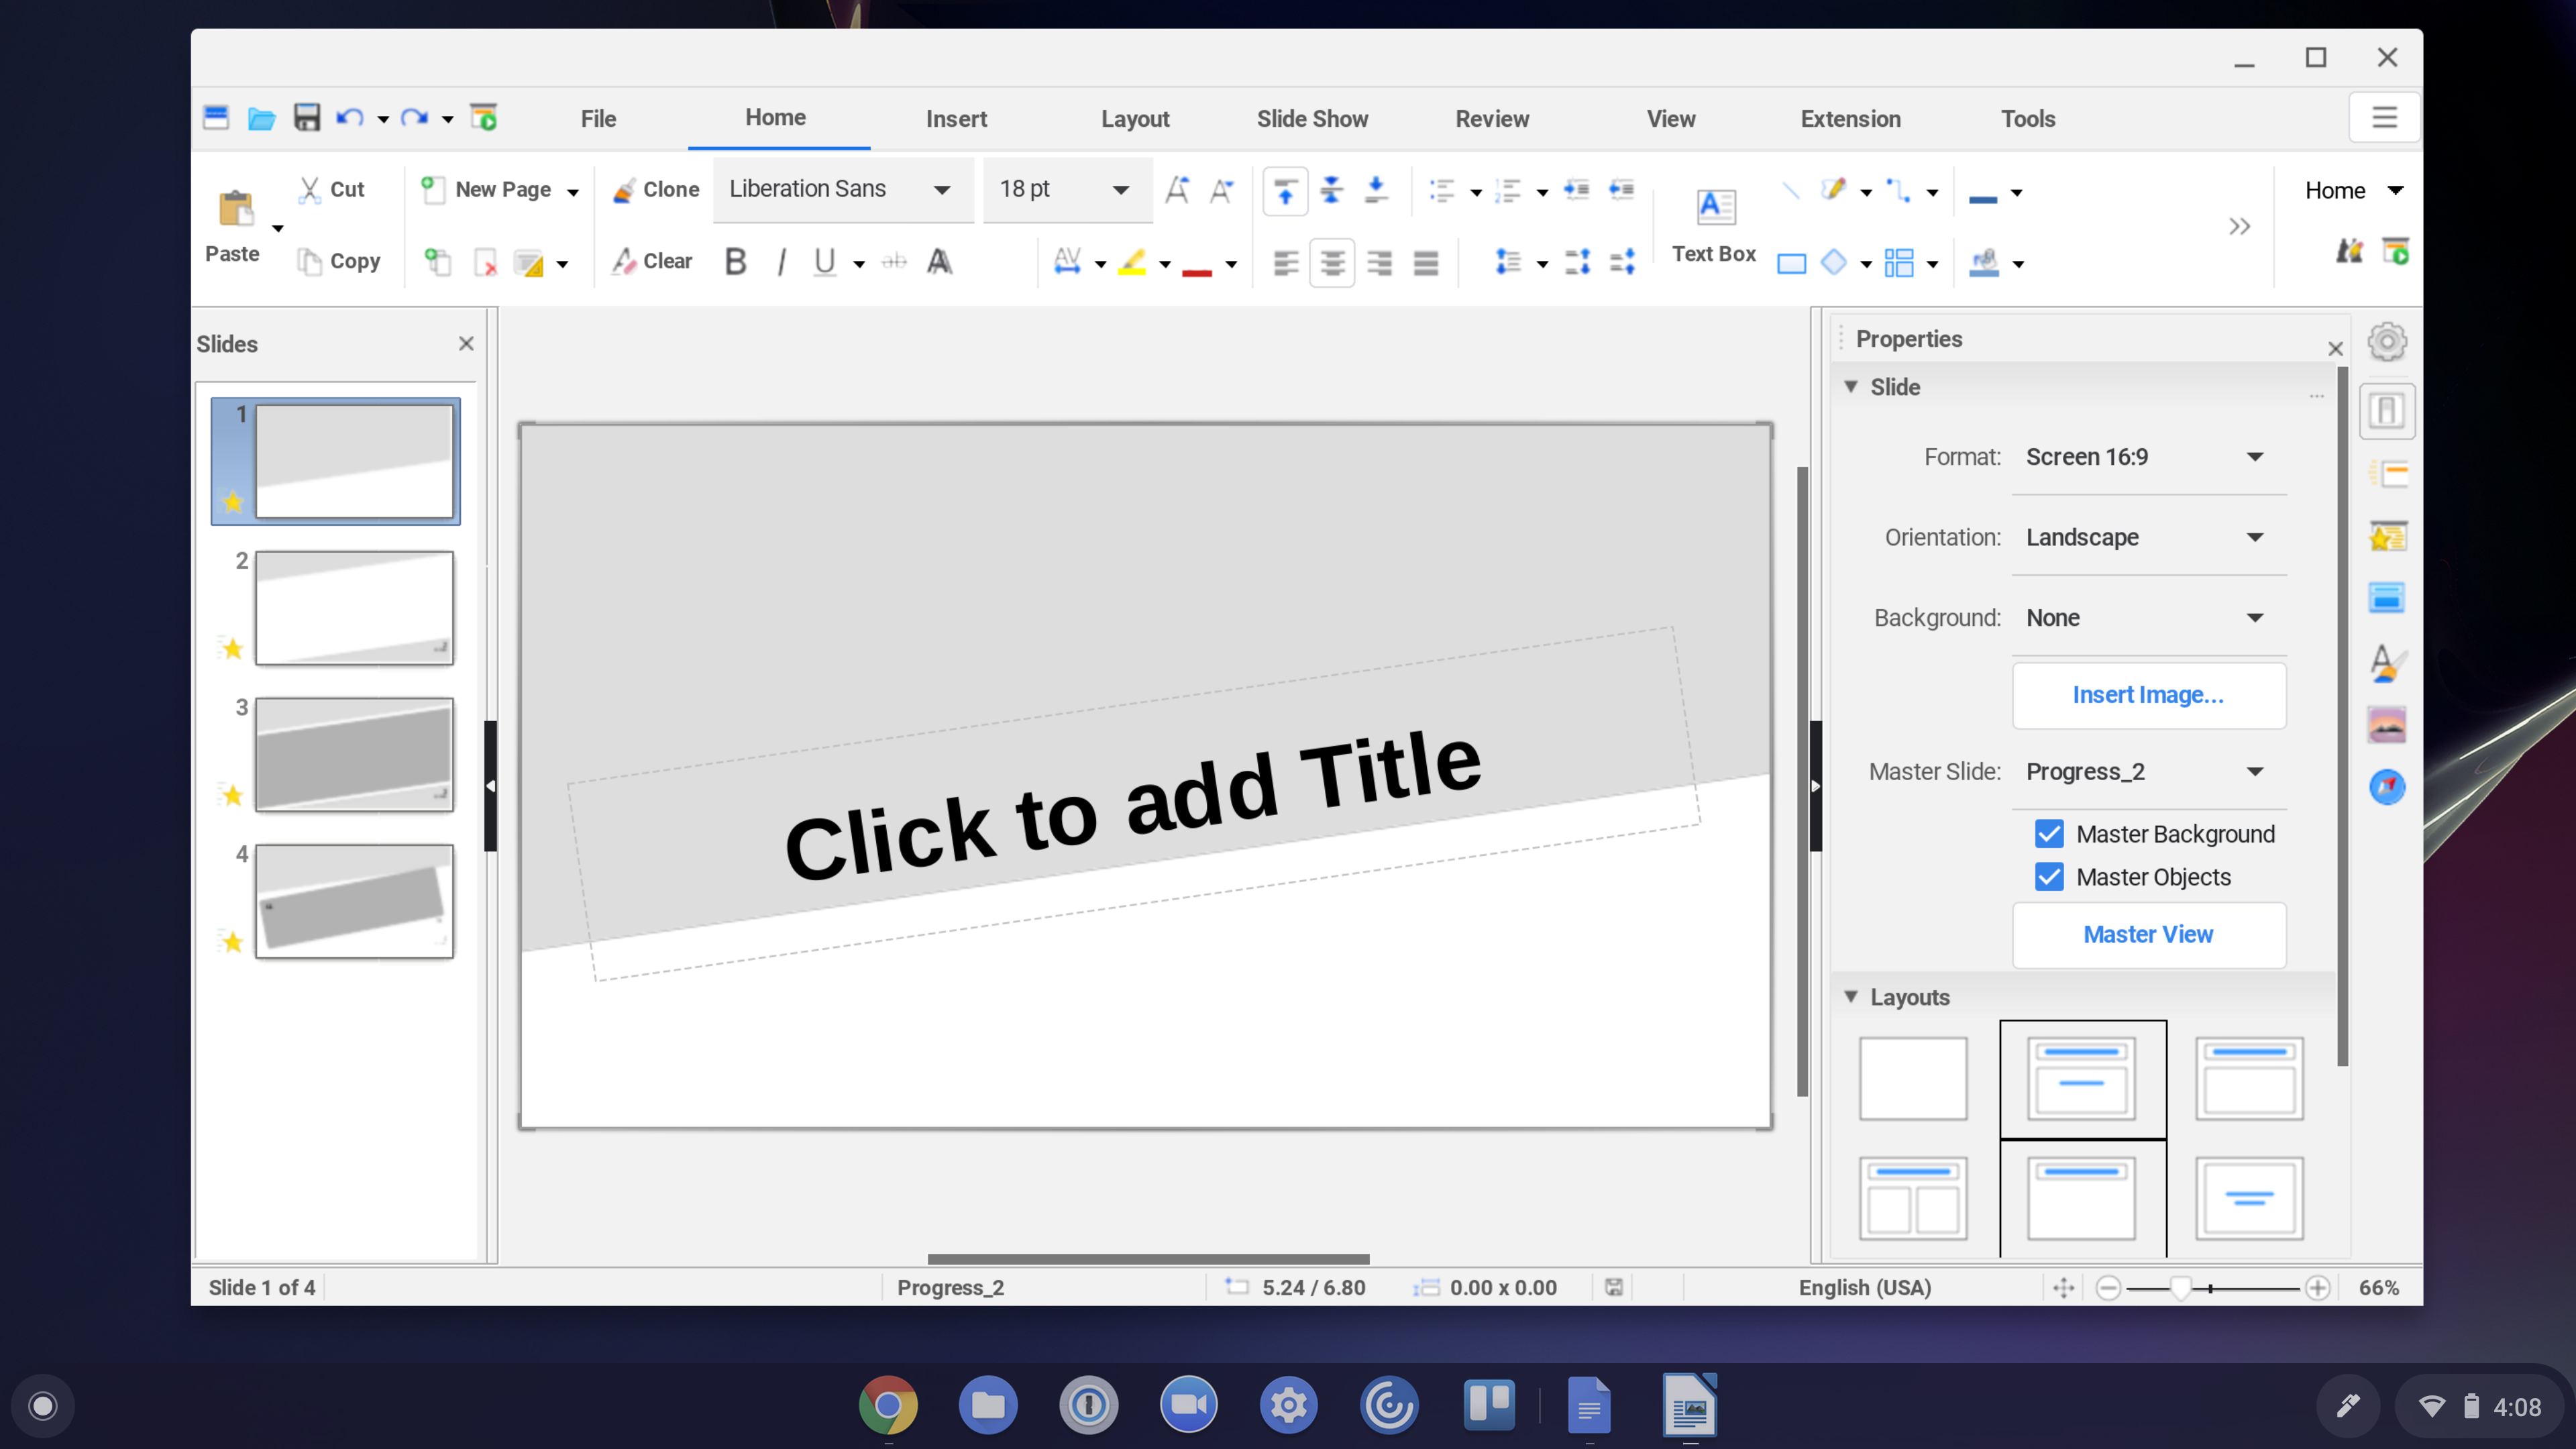 File Home Insert Layout Slide Show Review View Extension Tools
Paste Cut Copy
New Page
Clone Clear
Liberation Sans 18 pt
B I U ab A
AV
Text Box
Home
Slides
1
2
3
4
Click to add Title
Properties
Slide
...
Format: Screen 16:9
Orientation: Landscape
Background: None
Insert Image...
Master Slide: Progress_2
Master Background
Master Objects
Master View
Layouts
Slide 1 of 4 Progress_2 5.24 / 6.80 0.00 x 0.00 English (USA) 66%
4:08